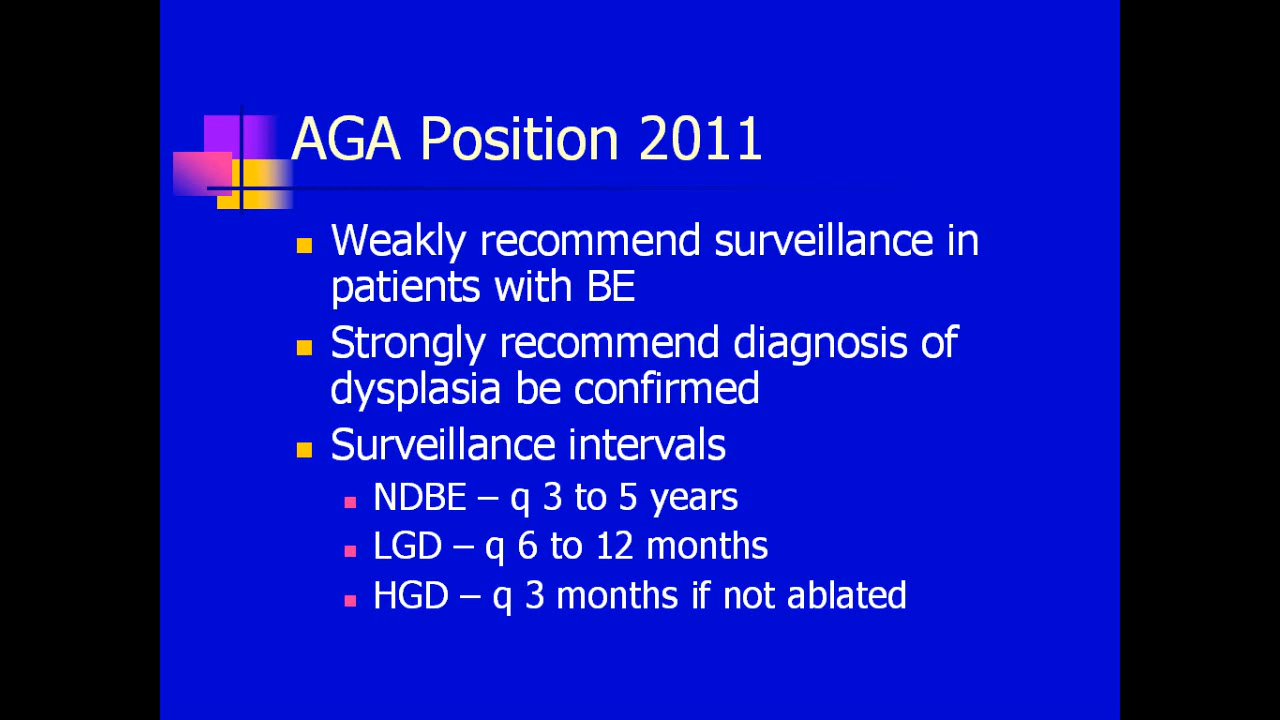 AGA Position 2011
Weakly recommend surveillance in
patients with BE
Strongly recommend diagnosis of
dysplasia be confirmed
Surveillance intervals
NDBE – q 3 to 5 years
LGD – q 6 to 12 months
HGD – q 3 months if not ablated